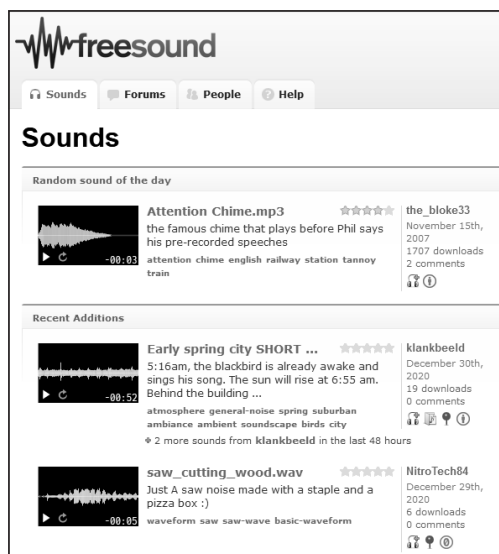 freesound
Sounds
Forums
People
Help
Sounds
Random sound of the day
Attention Chime.mp3
the famous chime that plays before Phil says
his pre-recorded speeches
attention chime english railway station tannoy
train
-00:03
the_bloke33
November 15th,
2007
1707 downloads
2 comments
Recent Additions
Early spring city SHORT ...
5:16am, the blackbird is already awake and
sings his song. The sun will rise at 6:55 am.
Behind the building ...
atmosphere general-noise spring suburban
ambiance ambient soundscape birds city
2 more sounds from klankbeeld in the last 48 hours
-00:52
klankbeeld
December 30th,
2020
19 downloads
0 comments
saw_cutting_wood.wav
Just A saw noise made with a staple and a
pizza box :)
waveform saw saw-wave basic-waveform
-00:05
NitroTech84
December 29th,
2020
6 downloads
0 comments